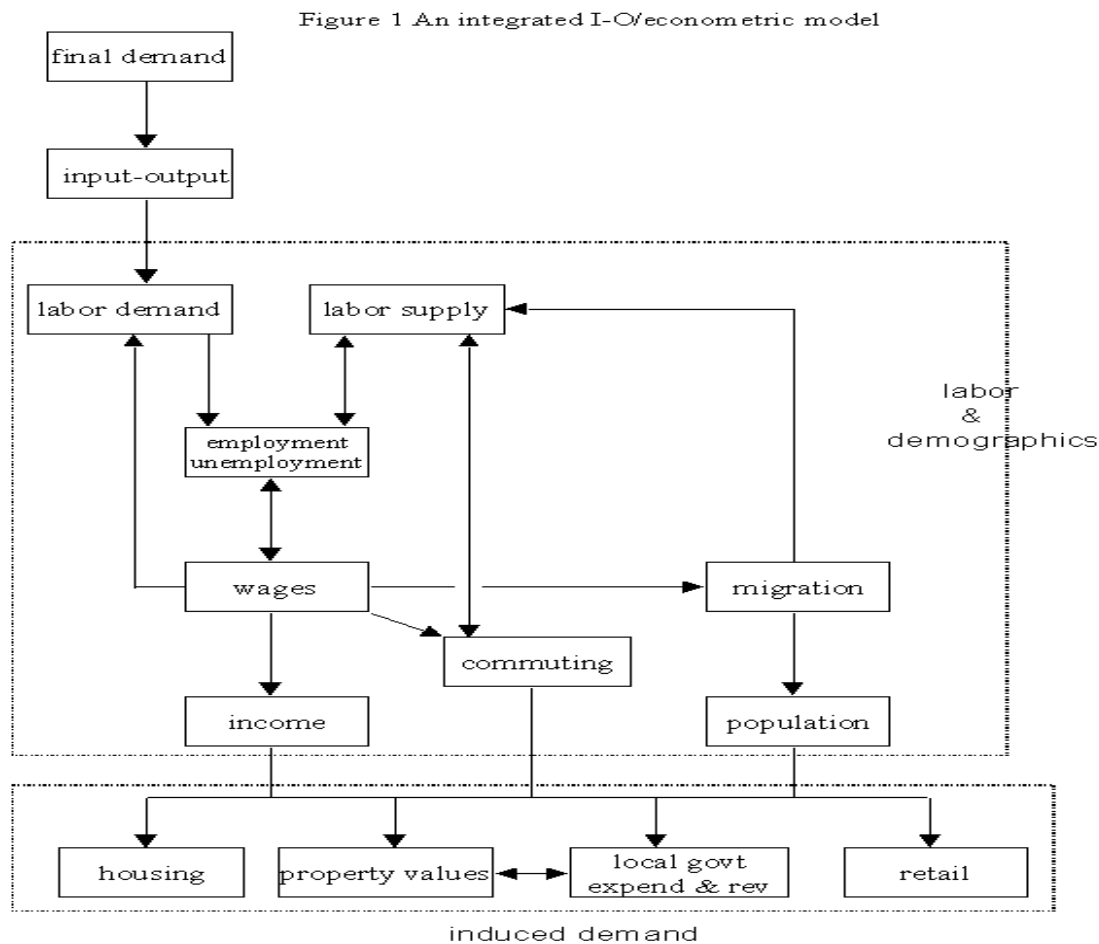 Figure 1 An integrated I-O/econometric model
final demand
input-output
labor demand
labor supply
labor
&
demographics
employment
unemployment
wages
migration
commuting
income
population
housing
property values
local govt
expend & rev
retail
induced demand